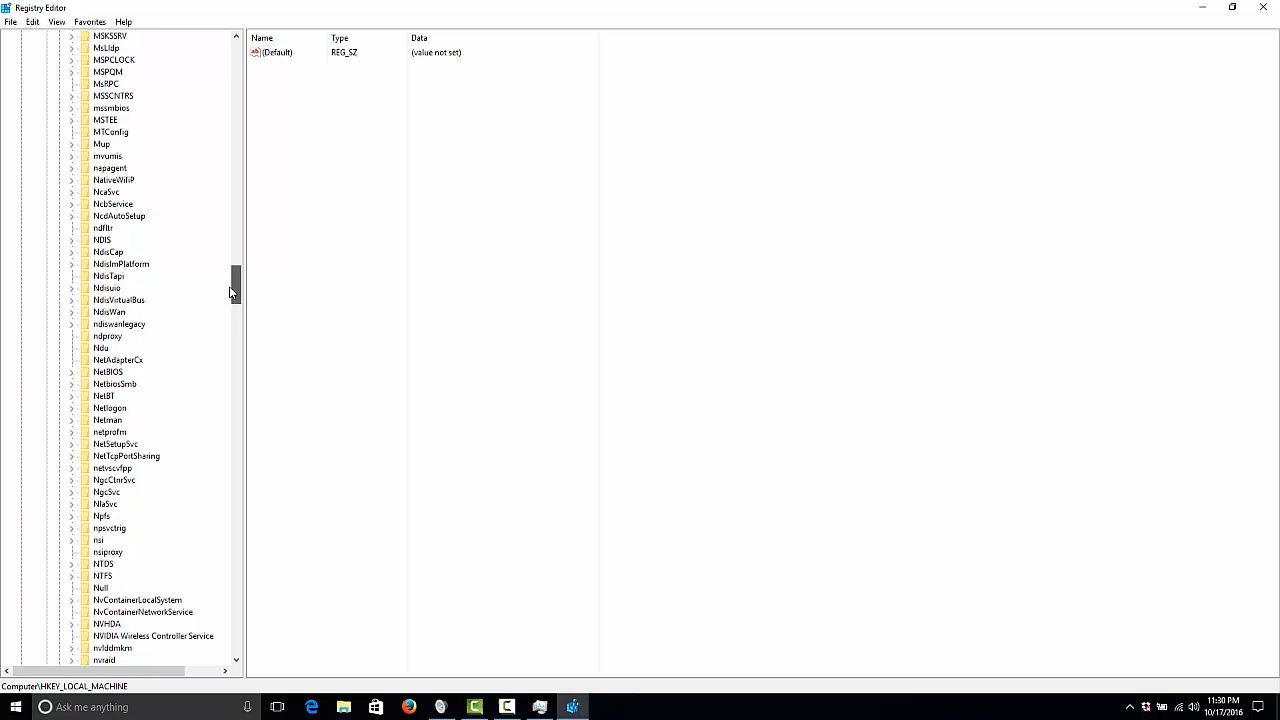 Registry Editor
File Edit View Favorites Help
MSKSSRV
MsLldp
MSPCLOCK
MSPQM
MsRPC
MSSCNTRS
mssmbios
MSTEE
MTConfig
Mup
mvumis
napagent
NativeWifiP
NcaSvc
NcbService
NcdAutoSetup
ndfltr
NDIS
NdisCap
NdisImPlatform
NdisTapi
Ndisuio
NdisVirtualBus
NdisWan
ndiswanlegacy
ndproxy
Ndu
NetAdapterCx
NetBIOS
NetbiosSmb
NetBT
Netlogon
Netman
netprofm
NetSetupSvc
NetTcpPortSharing
netvscvfpp
NgcCtnrSvc
NgcSvc
NlaSvc
Npfs
npsvctrig
nsi
nsiproxy
NTDS
NTFS
Null
NvContainerLocalSystem
NvContainerNetworkService
NVHDA
NVIDIA Wireless Controller Service
nvlddmkm
nvraid
Name Type Data
(Default) REG_SZ (value not set)
Computer\HKEY_LOCAL_MACHINE
Ask me anything
11:30 PM
10/17/2016